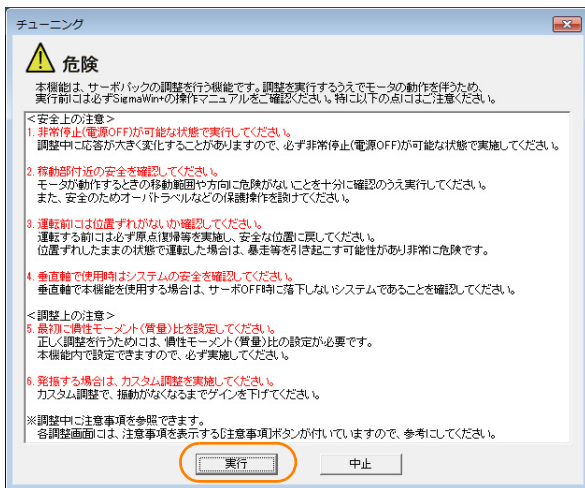 チューニング
危険
本機能は、サーボパックの調整を行う機能です。調整を実行するうえでモータの動作を伴うため、
実行前には必ずSigmaWin+の操作マニュアルをご確認ください。特に以下の点にはご注意ください。
<安全上の注意>
1. 非常停止(電源OFF)が可能な状態で実行してください。
調整中に応答が大きく変化することがありますので、必ず非常停止(電源OFF)が可能な状態で実施してください。
2. 稼動部付近の安全を確認してください。
モータが動作するときの移動範囲や方向に危険がないことを十分に確認のうえ実行してください。
また、安全のためオーバトラベルなどの保護操作を設けてください。
3. 運転前には位置ずれがないか確認してください。
運転する前には必ず原点復帰等を実施し、安全な位置に戻してください。
位置ずれしたままの状態で運転した場合は、暴走等を引き起こす可能性があり非常に危険です。
4. 垂直軸で使用時はシステムの安全を確認してください。
垂直軸で本機能を使用する場合は、サーボOFF時に落下しないシステムであることを確認してください。
<調整上の注意>
5. 最初に慣性モーメント(質量)比を設定してください。
正しく調整を行うためには、慣性モーメント(質量)比の設定が必要です。
本機能内で設定できますので、必ず実施してください。
6. 発振する場合は、カスタム調整を実施してください。
カスタム調整で、振動がなくなるまでゲインを下げてください。
※調整中に注意事項を参照できます。
各調整画面には、注意事項を表示する[注意事項]ボタンが付いていますので、参考にしてください。
実行
中止